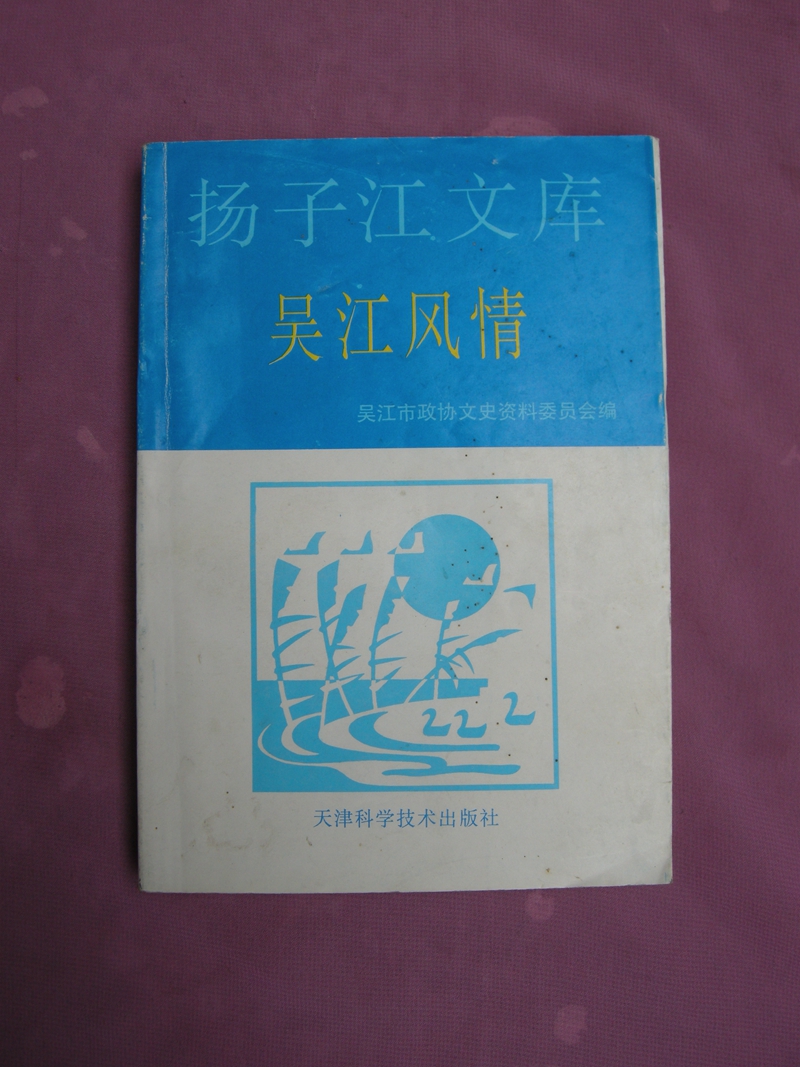 扬子江文库
吴江风情
吴江市政协文史资料委员会编
天津科学技术出版社